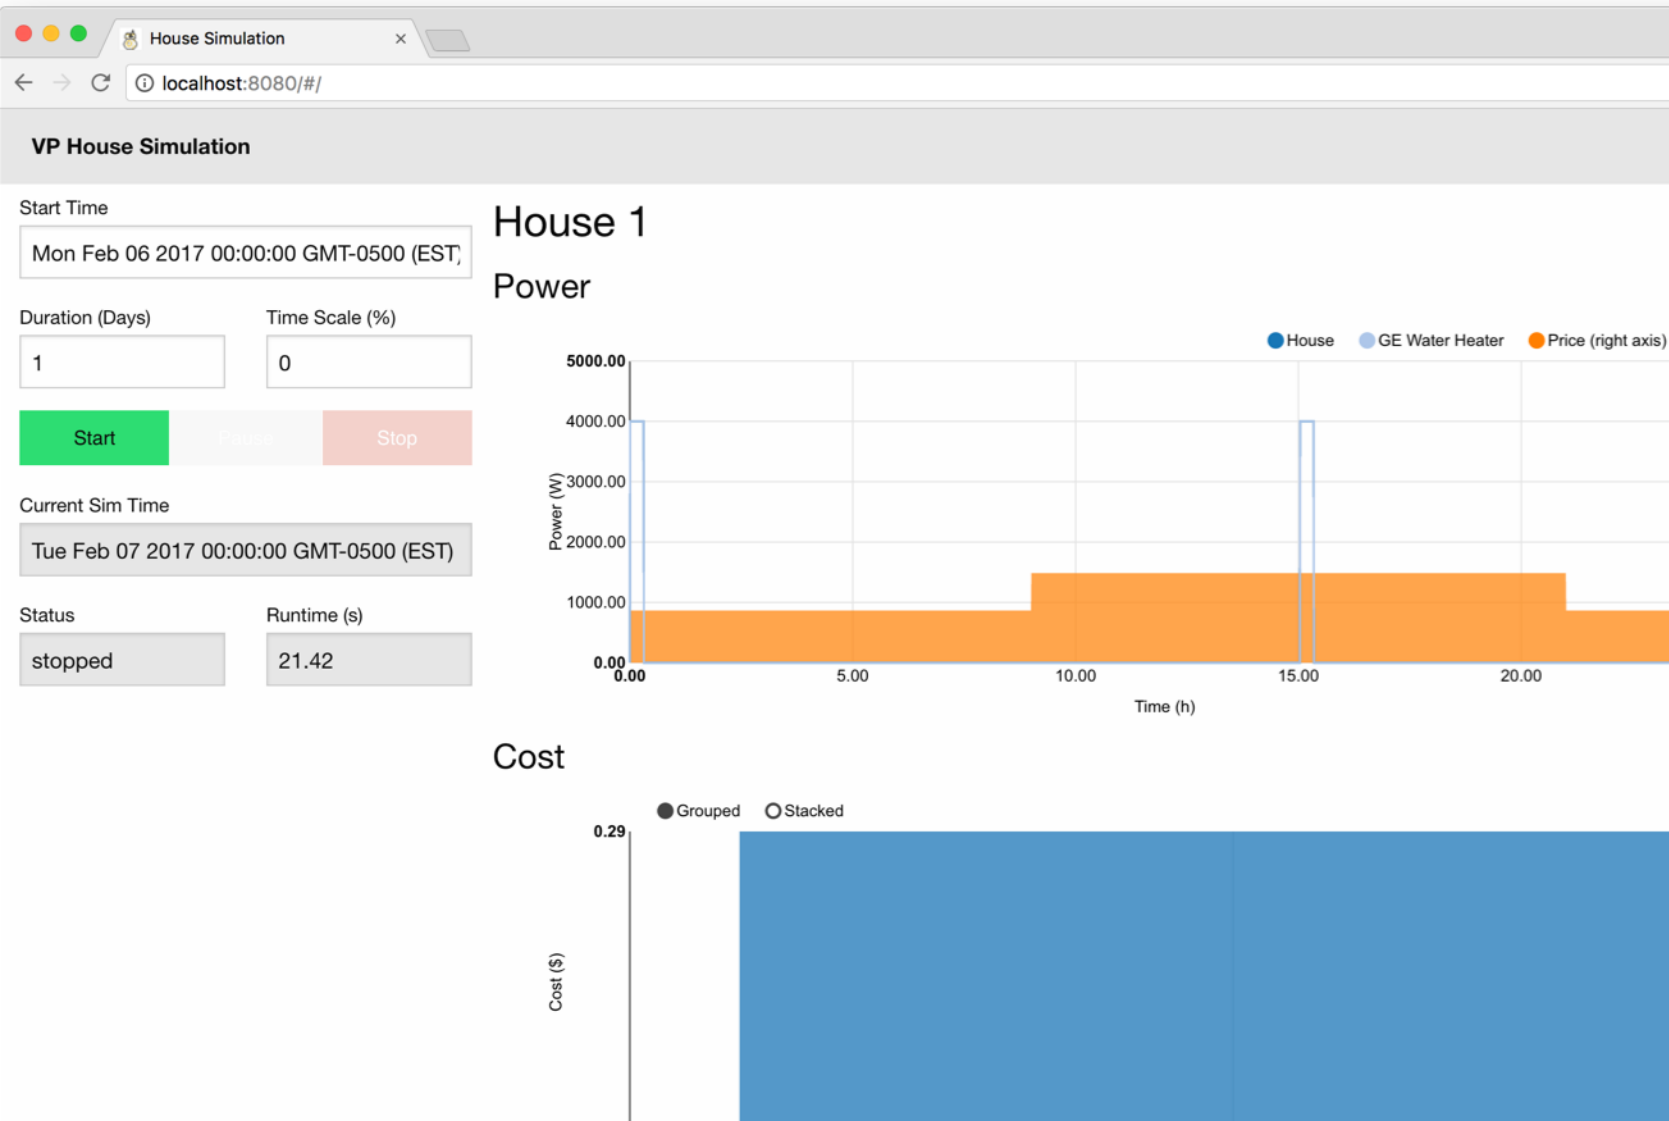 House Simulation
localhost:8080/#/
VP House Simulation
Start Time
Mon Feb 06 2017 00:00:00 GMT-0500 (EST)
Duration (Days) Time Scale (%)
1 0
Start Pause Stop
Current Sim Time
Tue Feb 07 2017 00:00:00 GMT-0500 (EST)
Status Runtime (s)
stopped 21.42
House 1
Power
House GE Water Heater Price (right axis)
5000.00
4000.00
3000.00
2000.00
1000.00
0.00
Power (W)
0.00 5.00 10.00 15.00 20.00
Time (h)
Cost
Grouped Stacked
0.29
Cost ($)